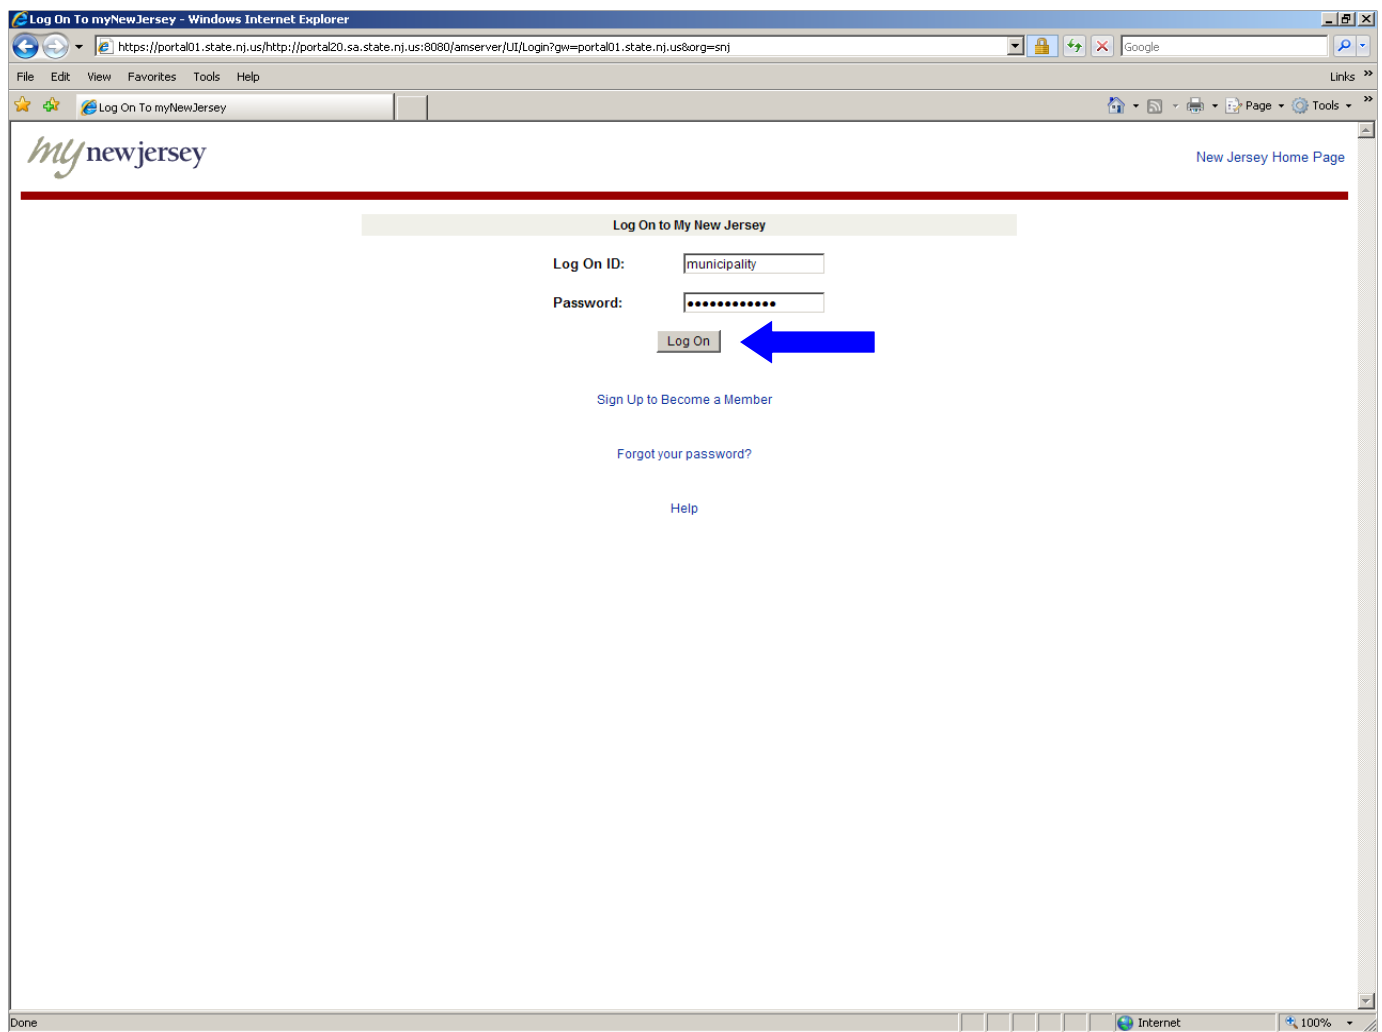 Log On To myNewJersey - Windows Internet Explorer
https://portal01.state.nj.us/http://portal20.sa.state.nj.us:8080/amserver/UI/Login?gw=portal01.state.nj.us&org=snj
Google
File Edit View Favorites Tools Help
Links »
Log On To myNewJersey
Page Tools »
my newjersey
New Jersey Home Page
Log On to My New Jersey
Log On ID: municipality
Password: ●●●●●●●●●●●●
Log On
Sign Up to Become a Member
Forgot your password?
Help
Done
Internet
100%